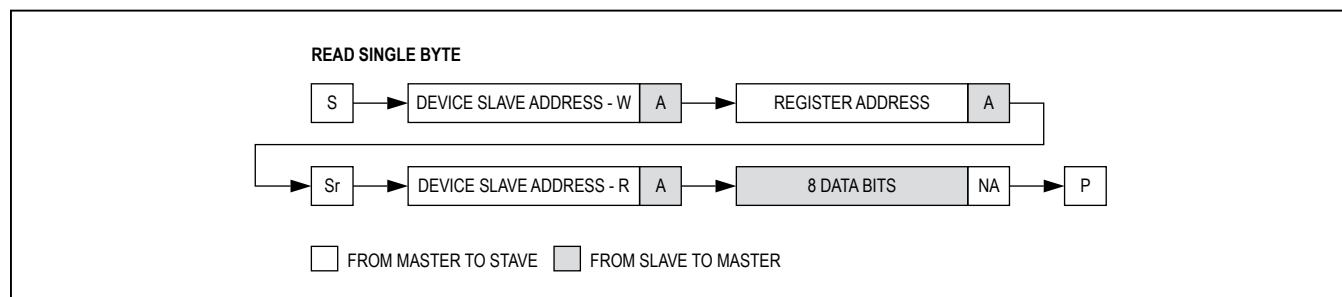 READ SINGLE BYTE
S DEVICE SLAVE ADDRESS - W A REGISTER ADDRESS A
Sr DEVICE SLAVE ADDRESS - R A 8 DATA BITS NA P
FROM MASTER TO STAVE FROM SLAVE TO MASTER